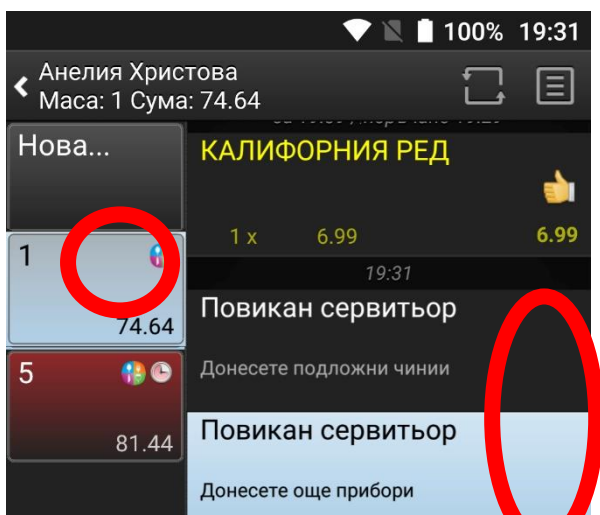 100% 19:31
Анелия Христова
Маса: 1 Сума: 74.64
Нова...
КАЛИФОРНИЯ РЕД
1 x 6.99 6.99
19:31
1
74.64
Повикан сервитьор
Донесете подложни чинии
5
81.44
Повикан сервитьор
Донесете още прибори